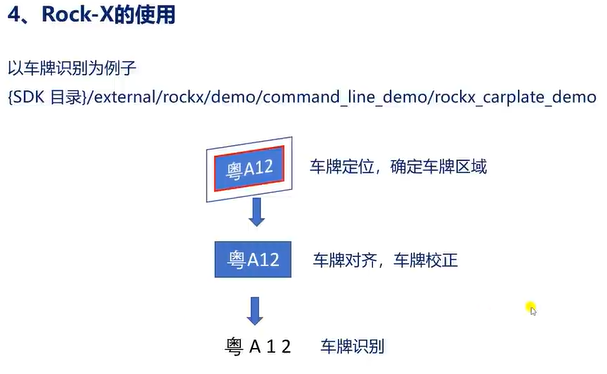 4、Rock-X的使用
以车牌识别为例子
{SDK 目录}/external/rockx/demo/command_line_demo/rockx_carplate_demo
粤A12
车牌定位，确定车牌区域
粤A12
车牌对齐，车牌校正
粤 A 1 2
车牌识别